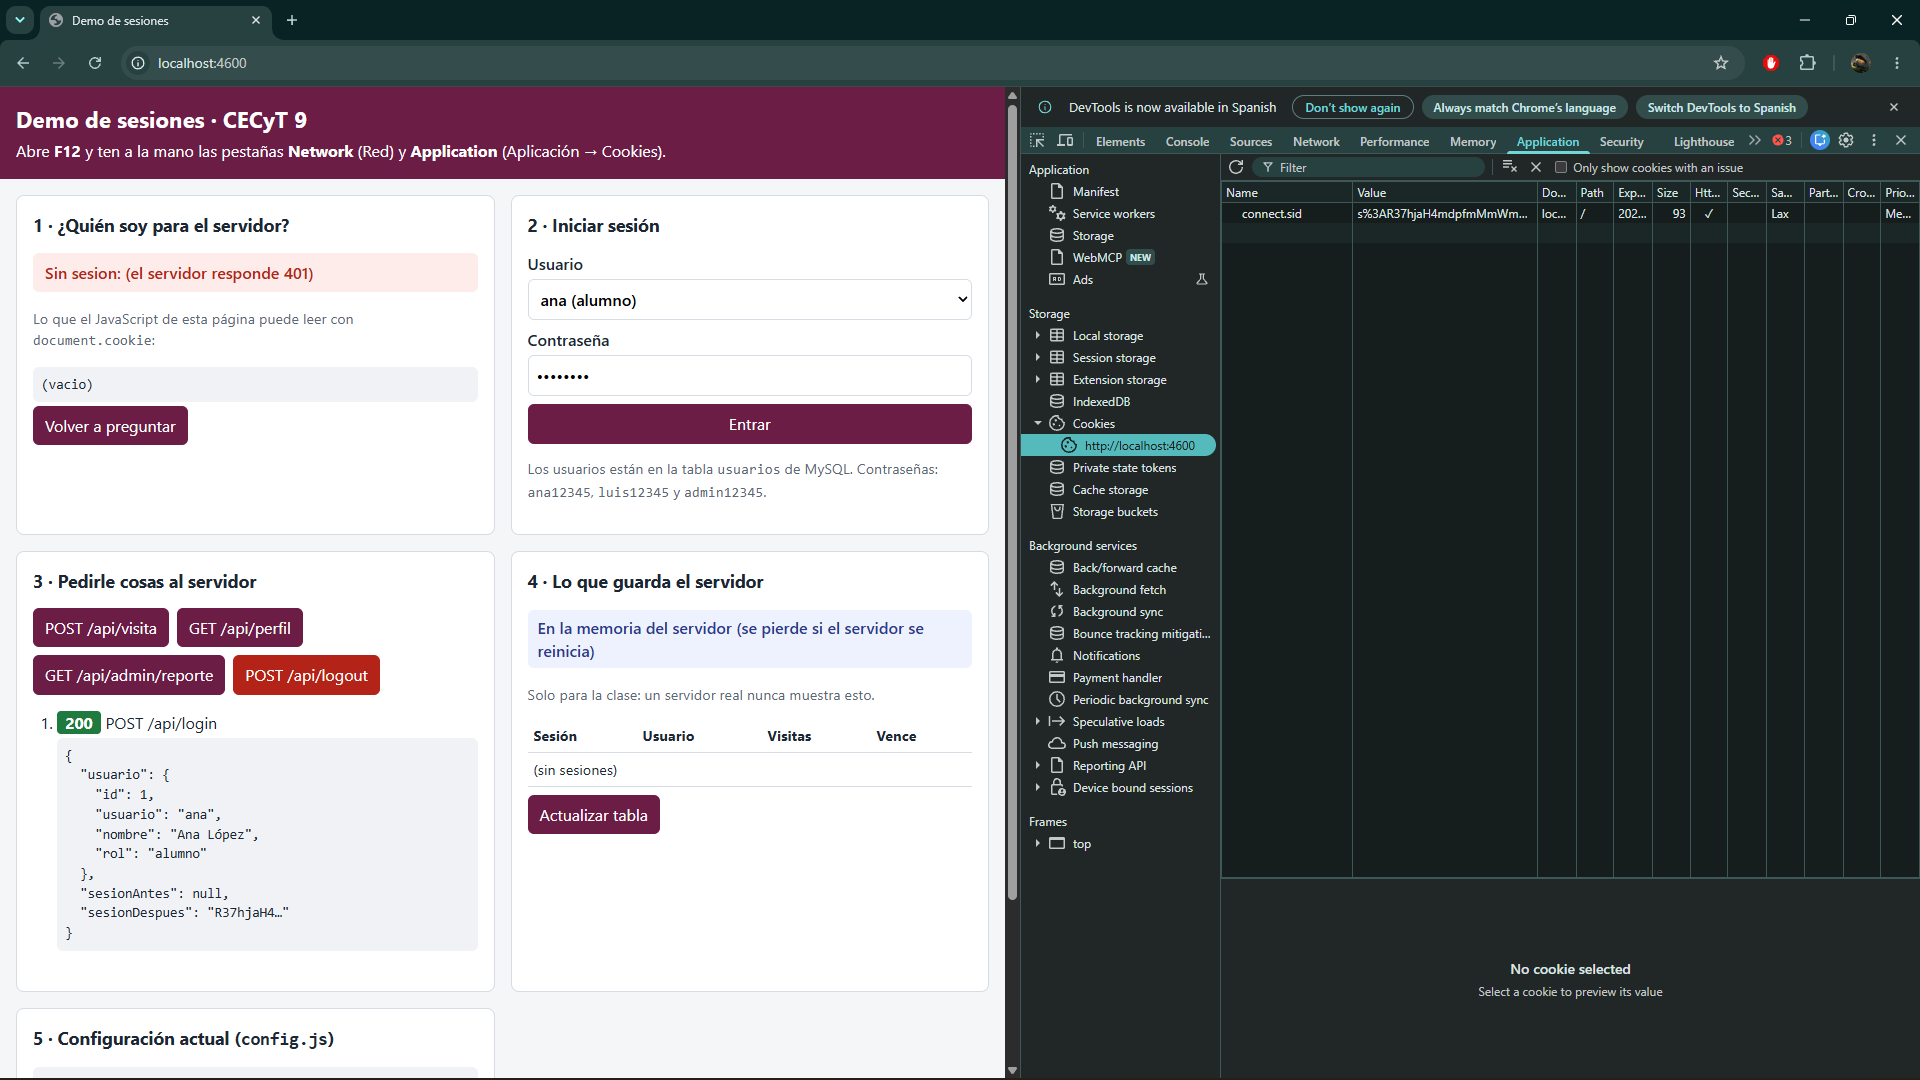 Demo de sesiones
localhost:4600
Demo de sesiones · CECyT 9
Abre F12 y ten a la mano las pestañas Network (Red) y Application (Aplicación → Cookies).
1 · ¿Quién soy para el servidor?
Sin sesion: (el servidor responde 401)
Lo que el JavaScript de esta página puede leer con
document.cookie:
(vacio)
Volver a preguntar
2 · Iniciar sesión
Usuario
ana (alumno)
Contraseña
••••••••
Entrar
Los usuarios están en la tabla usuarios de MySQL. Contraseñas:
ana12345, luis12345 y admin12345.
3 · Pedirle cosas al servidor
POST /api/visita
GET /api/perfil
GET /api/admin/reporte
POST /api/logout
1. 200 POST /api/login
{
"usuario": {
"id": 1,
"usuario": "ana",
"nombre": "Ana López",
"rol": "alumno"
},
"sesionAntes": null,
"sesionDespues": "R37hjaH4…"
}
4 · Lo que guarda el servidor
En la memoria del servidor (se pierde si el servidor se
reinicia)
Solo para la clase: un servidor real nunca muestra esto.
Sesión Usuario Visitas Vence
(sin sesiones)
Actualizar tabla
5 · Configuración actual (config.js)
DevTools is now available in Spanish
Don't show again
Always match Chrome's language
Switch DevTools to Spanish
Elements Console Sources Network Performance Memory Application Security Lighthouse 3
Application
Manifest
Service workers
Storage
WebMCP NEW
Ads
Storage
Local storage
Session storage
Extension storage
IndexedDB
Cookies
http://localhost:4600
Private state tokens
Cache storage
Storage buckets
Background services
Back/forward cache
Background fetch
Background sync
Bounce tracking mitigati...
Notifications
Payment handler
Periodic background sync
Speculative loads
Push messaging
Reporting API
Device bound sessions
Frames
top
Filter
Only show cookies with an issue
Name Value Do... Path Exp... Size Htt... Sec... Sa... Part... Cro... Prio...
connect.sid s%3AR37hjaH4mdpfmMmWm... loc... / 202... 93 ✓ Lax Me...
No cookie selected
Select a cookie to preview its value